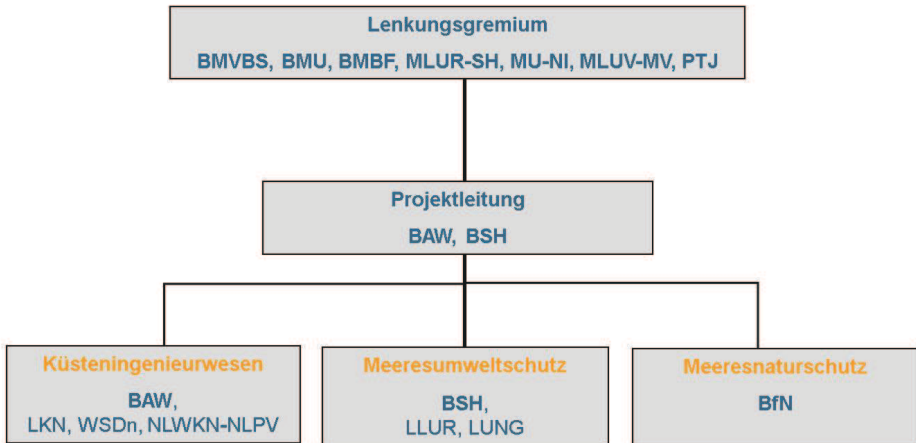 Lenkungsgremium
BMVBS, BMU, BMBF, MLUR-SH, MU-NI, MLUV-MV, PTJ
Projektleitung
BAW, BSH
Küsteningenieurwesen
BAW,
LKN, WSDn, NLWKN-NLPV
Meeresumweltschutz
BSH,
LLUR, LUNG
Meeresnaturschutz
BfN